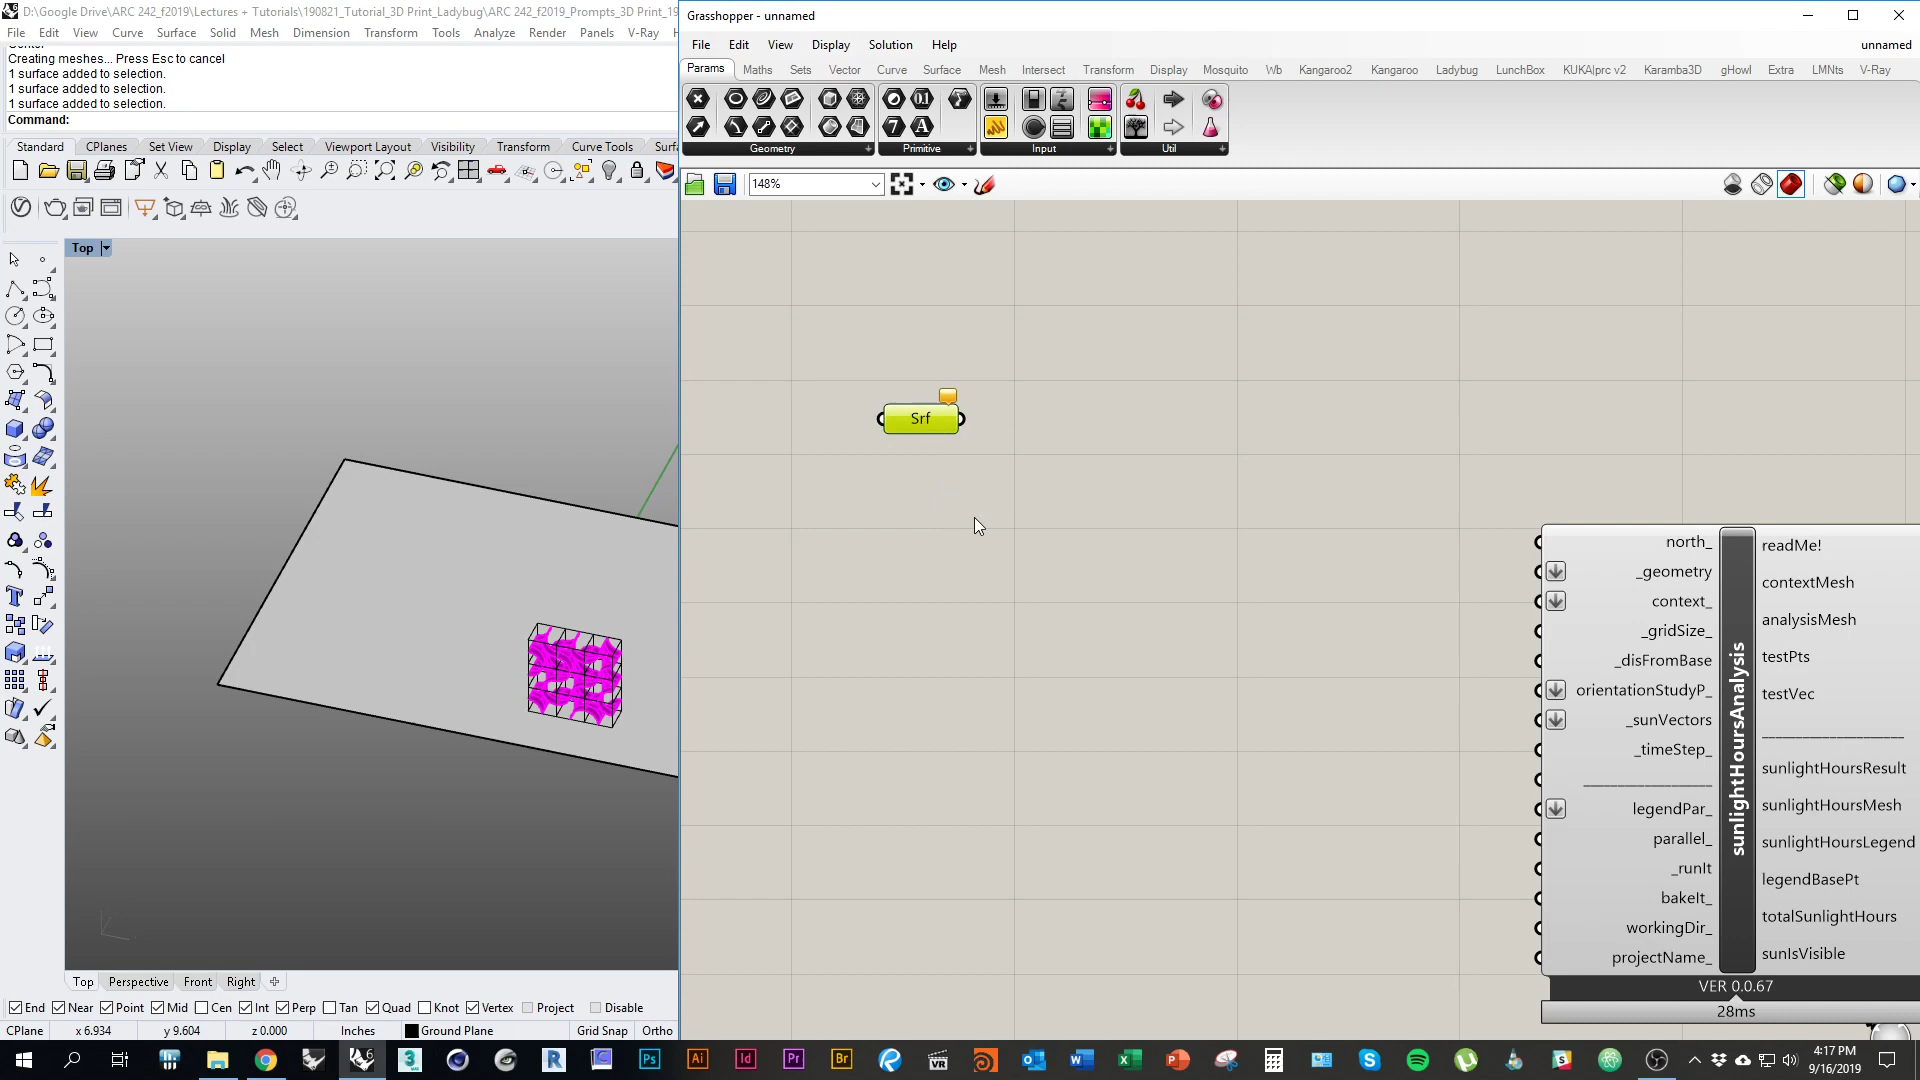 D:\Google Drive\ARC 242_f2019\Lectures + Tutorials\190821_Tutorial_3D Print_Ladybug\ARC 242_f2019_Prompts_3D Print_19
File Edit View Curve Surface Solid Mesh Dimension Transform Tools Analyze Render Panels V-Ray
Creating meshes... Press Esc to cancel
1 surface added to selection.
1 surface added to selection.
1 surface added to selection.
Command:
Standard CPlanes Set View Display Select Viewport Layout Visibility Transform Curve Tools Surf
Top
Top Perspective Front Right
End Near Point Mid Cen Int Perp Tan Quad Knot Vertex Project Disable
CPlane x 6.934 y 9.604 z 0.000 Inches Ground Plane Grid Snap Ortho
Grasshopper - unnamed
File Edit View Display Solution Help unnamed
Params Maths Sets Vector Curve Surface Mesh Intersect Transform Display Mosquito Wb Kangaroo2 Kangaroo Ladybug LunchBox KUKA|prc v2 Karamba3D gHowl Extra LMNts V-Ray
Geometry Primitive Input Util
148%
Srf
north_
_geometry
context_
_gridSize_
_disFromBase
orientationStudyP_
_sunVectors
_timeStep_
____________________
legendPar_
parallel_
_runIt
bakeIt_
workingDir_
projectName_
sunlightHoursAnalysis
readMe!
contextMesh
analysisMesh
testPts
testVec
____________________
sunlightHoursResult
sunlightHoursMesh
sunlightHoursLegend
legendBasePt
totalSunlightHours
sunIsVisible
VER 0.0.67
28ms
4:17 PM
9/16/2019